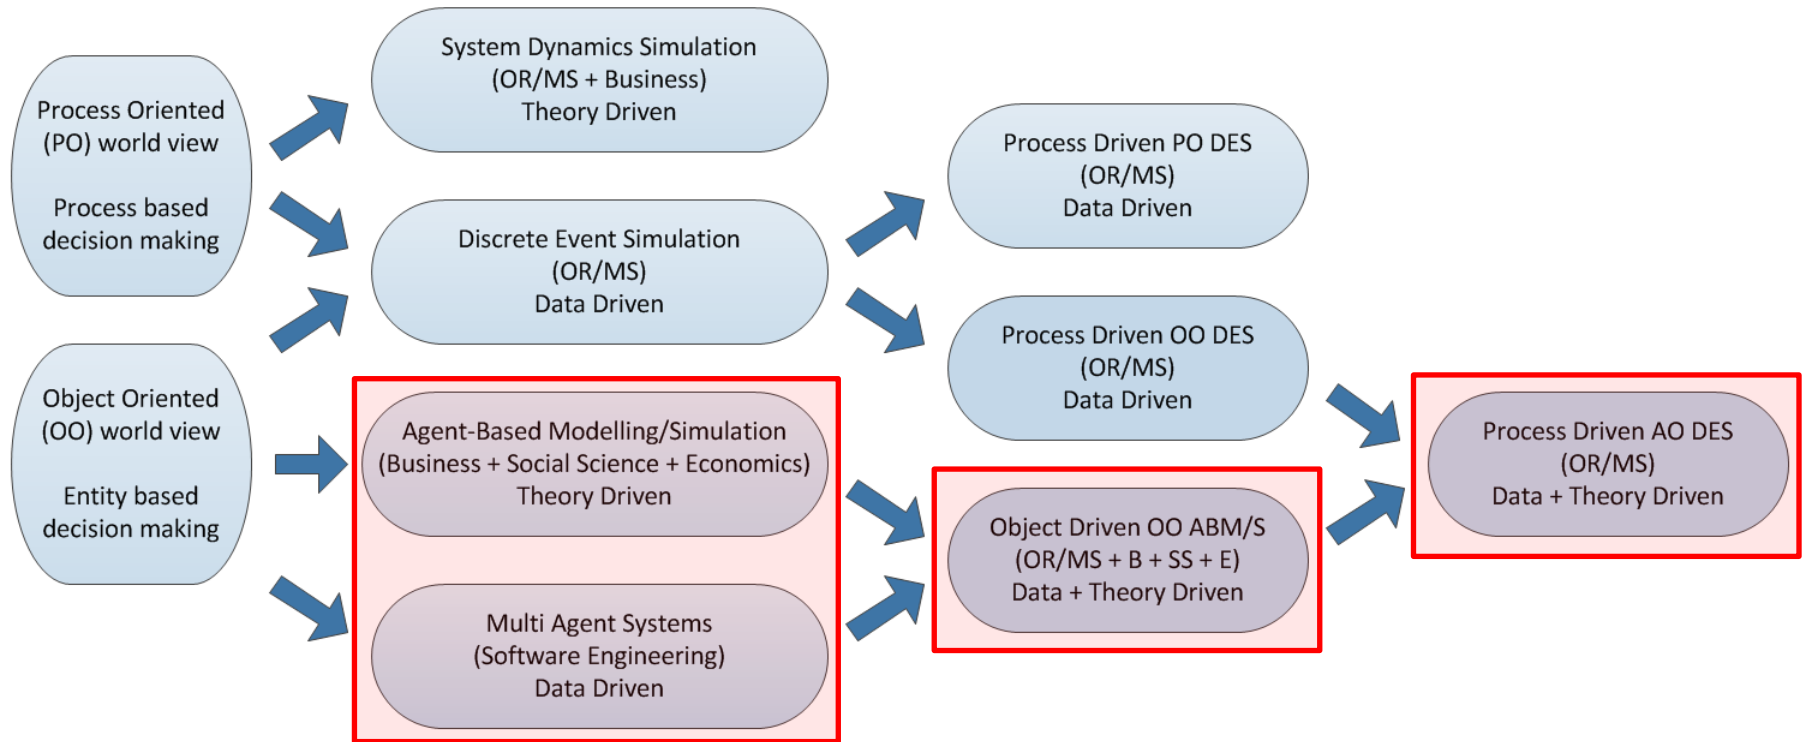 Process Oriented
(PO) world view
Process based
decision making
Object Oriented
(OO) world view
Entity based
decision making
System Dynamics Simulation
(OR/MS + Business)
Theory Driven
Discrete Event Simulation
(OR/MS)
Data Driven
Agent-Based Modelling/Simulation
(Business + Social Science + Economics)
Theory Driven
Multi Agent Systems
(Software Engineering)
Data Driven
Process Driven PO DES
(OR/MS)
Data Driven
Process Driven OO DES
(OR/MS)
Data Driven
Object Driven OO ABM/S
(OR/MS + B + SS + E)
Data + Theory Driven
Process Driven AO DES
(OR/MS)
Data + Theory Driven